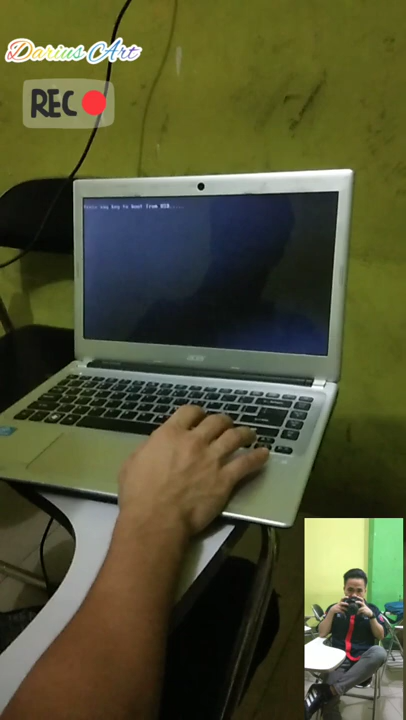 Darius Art
REC
Press any key to boot from USB.....
acer